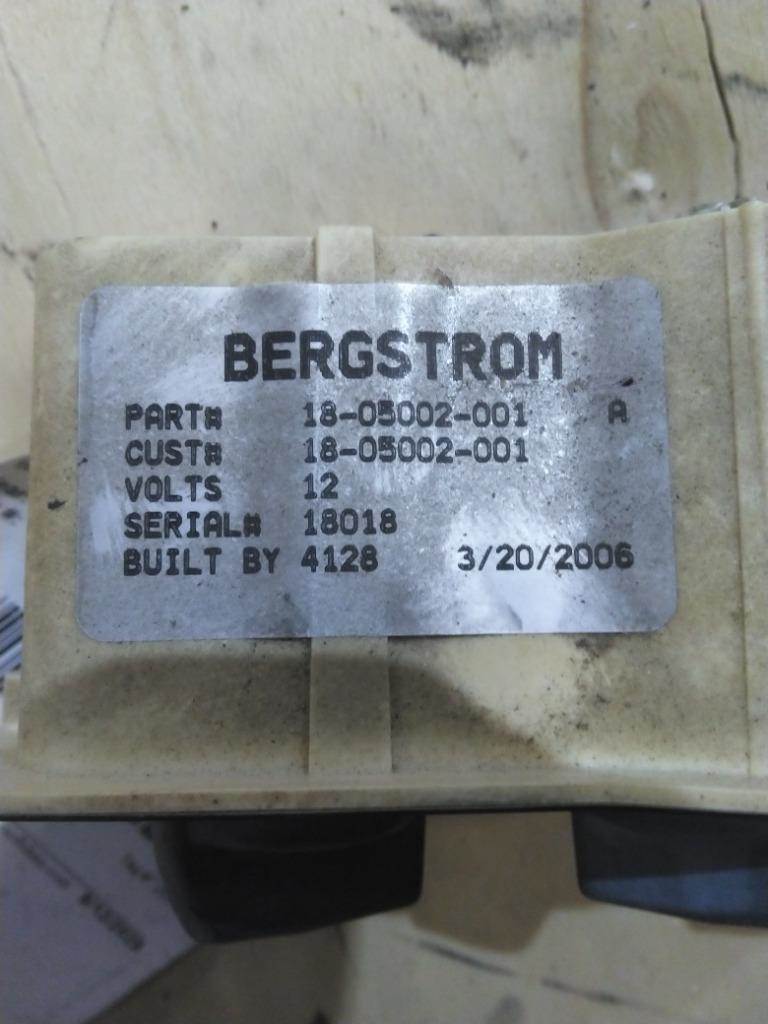 BERGSTROM
PART# 18-05002-001 A
CUST# 18-05002-001
VOLTS 12
SERIAL# 18018
BUILT BY 4128 3/20/2006